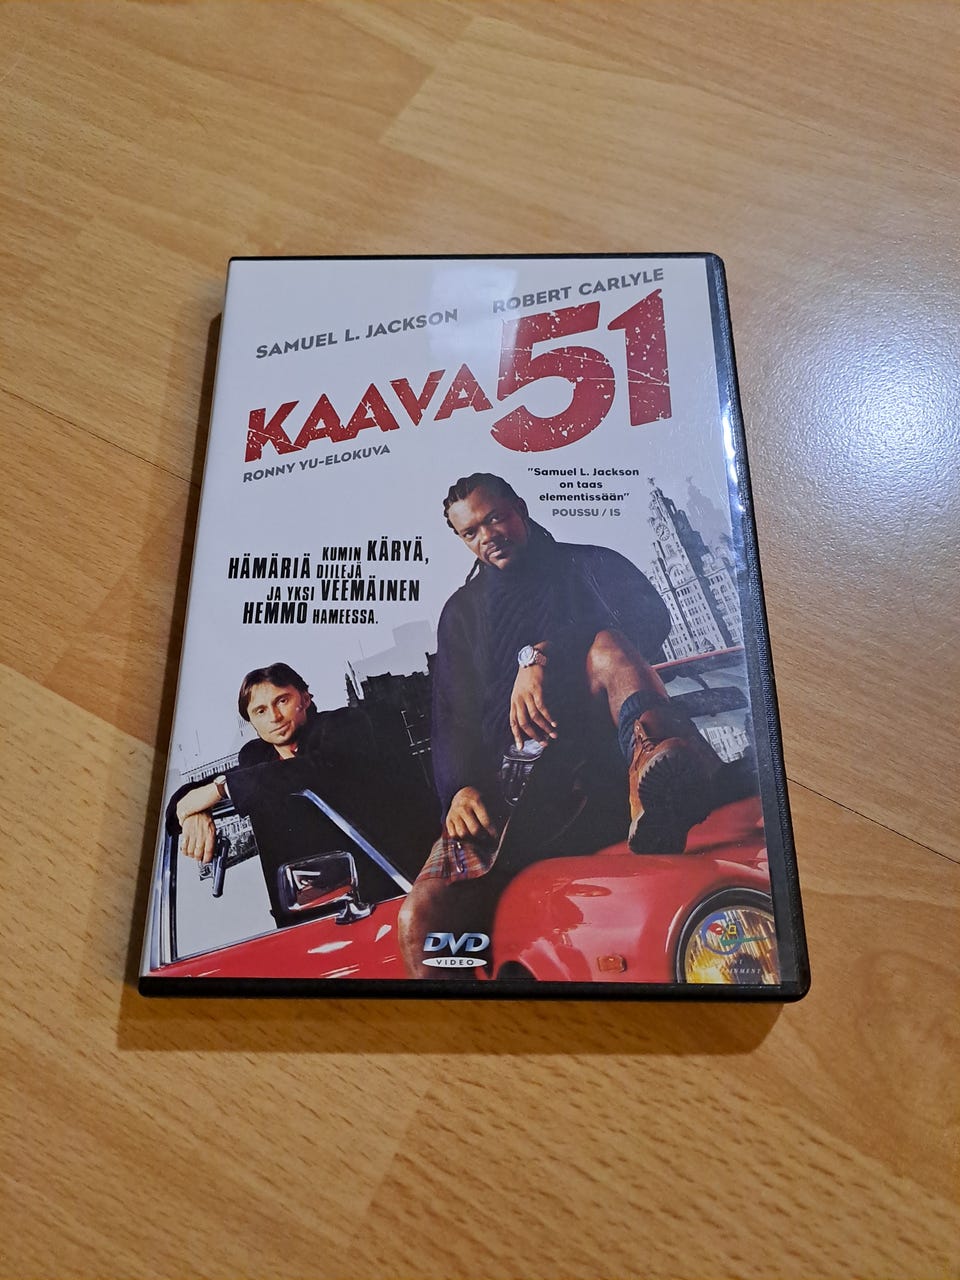 SAMUEL L. JACKSON ROBERT CARLYLE
KAAVA 51
RONNY YU-ELOKUVA
"Samuel L. Jackson
on taas
elementissään"
POUSSU / IS
KUMIN KÄRYÄ,
HÄMÄRIÄ DIILEJÄ
JA YKSI VEEMÄINEN
HEMMO HAMEESSA.
DVD
VIDEO